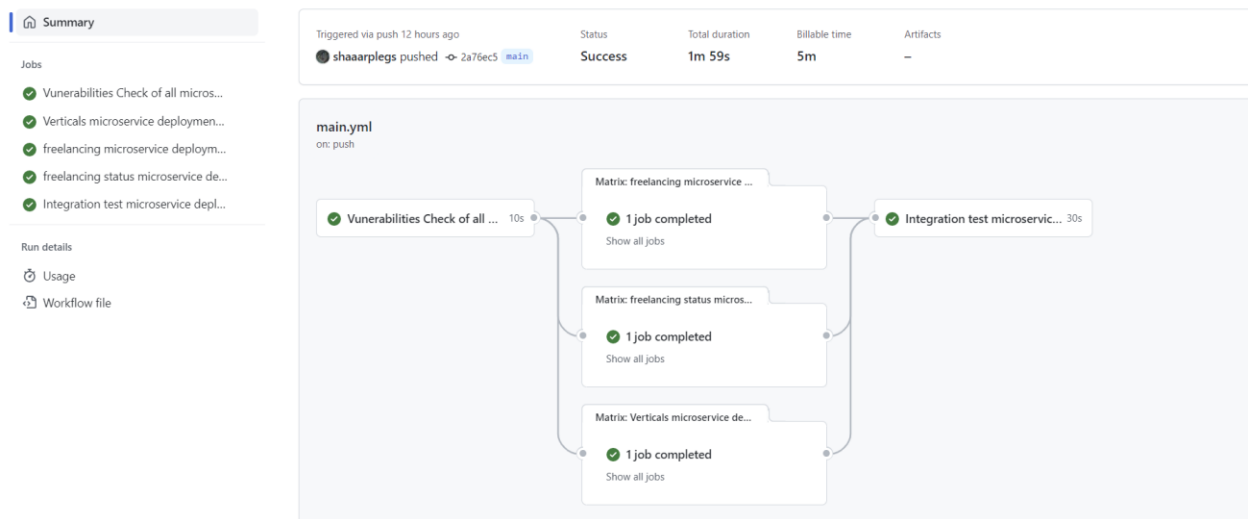 Summary
Jobs
Vunerabilities Check of all micros...
Verticals microservice deploymen...
freelancing microservice deploym...
freelancing status microservice de...
Integration test microservice depl...
Run details
Usage
Workflow file
Triggered via push 12 hours ago
shaaarplegs pushed 2a76ec5 main
Status
Success
Total duration
1m 59s
Billable time
5m
Artifacts
–
main.yml
on: push
Vunerabilities Check of all ... 10s
Matrix: freelancing microservice ...
1 job completed
Show all jobs
Matrix: freelancing status micros...
1 job completed
Show all jobs
Matrix: Verticals microservice de...
1 job completed
Show all jobs
Integration test microservic... 30s